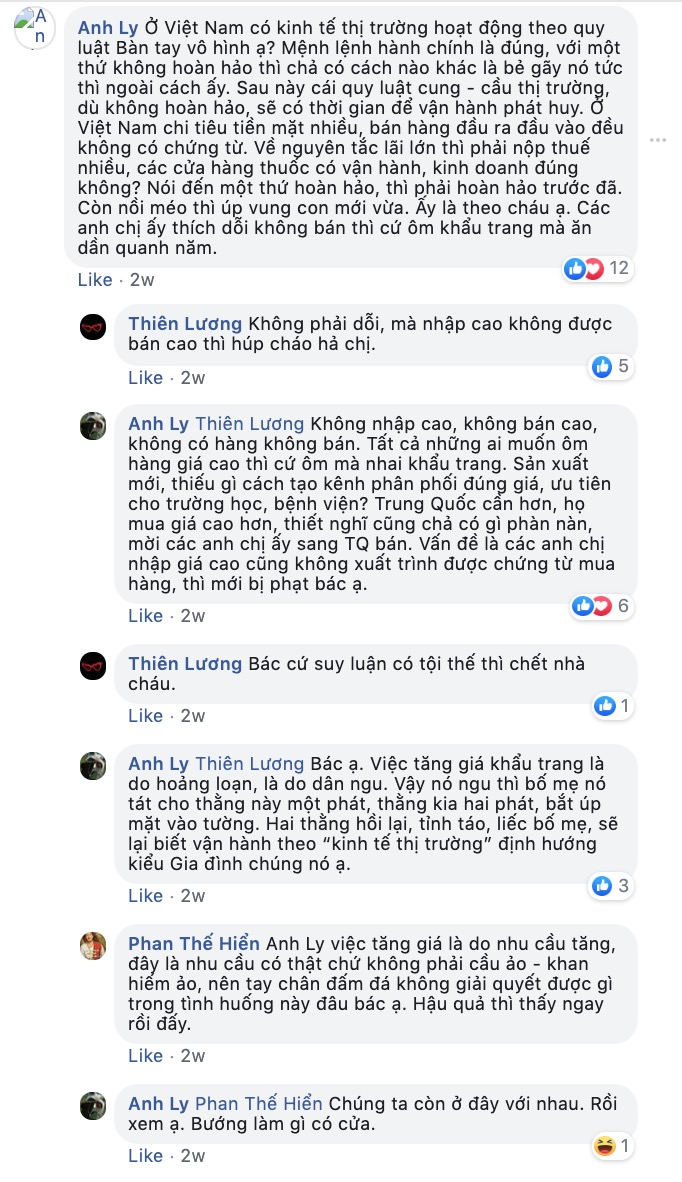 An
Anh Ly Ở Việt Nam có kinh tế thị trường hoạt động theo quy
luật Bàn tay vô hình ạ? Mệnh lệnh hành chính là đúng, với một
thứ không hoàn hảo thì chả có cách nào khác là bẻ gãy nó tức
thì ngoài cách ấy. Sau này cái quy luật cung - cầu thị trường,
dù không hoàn hảo, sẽ có thời gian để vận hành phát huy. Ở
Việt Nam chi tiêu tiền mặt nhiều, bán hàng đầu ra đầu vào đều
không có chứng từ. Về nguyên tắc lãi lớn thì phải nộp thuế
nhiều, các cửa hàng thuốc có vận hành, kinh doanh đúng
không? Nói đến một thứ hoàn hảo, thì phải hoàn hảo trước đã.
Còn nồi méo thì úp vung con mới vừa. Ấy là theo cháu ạ. Các
anh chị ấy thích dỗi không bán thì cứ ôm khẩu trang mà ăn
dần quanh năm.
12
Like · 2w
Thiên Lương Không phải dỗi, mà nhập cao không được
bán cao thì húp cháo hả chị.
5
Like · 2w
Anh Ly Thiên Lương Không nhập cao, không bán cao,
không có hàng không bán. Tất cả những ai muốn ôm
hàng giá cao thì cứ ôm mà nhai khẩu trang. Sản xuất
mới, thiếu gì cách tạo kênh phân phối đúng giá, ưu tiên
cho trường học, bệnh viện? Trung Quốc cần hơn, họ
mua giá cao hơn, thiết nghĩ cũng chả có gì phàn nàn,
mời các anh chị ấy sang TQ bán. Vấn đề là các anh chị
nhập giá cao cũng không xuất trình được chứng từ mua
hàng, thì mới bị phạt bác ạ.
6
Like · 2w
Thiên Lương Bác cứ suy luận có tội thế thì chết nhà
cháu.
1
Like · 2w
Anh Ly Thiên Lương Bác ạ. Việc tăng giá khẩu trang là
do hoảng loạn, là do dân ngu. Vậy nó ngu thì bố mẹ nó
tát cho thằng này một phát, thằng kia hai phát, bắt úp
mặt vào tường. Hai thằng hồi lại, tỉnh táo, liếc bố mẹ, sẽ
lại biết vận hành theo “kinh tế thị trường” định hướng
kiểu Gia đình chúng nó ạ.
3
Like · 2w
Phan Thế Hiển Anh Ly việc tăng giá là do nhu cầu tăng,
đây là nhu cầu có thật chứ không phải cầu ảo - khan
hiếm ảo, nên tay chân đấm đá không giải quyết được gì
trong tình huống này đâu bác ạ. Hậu quả thì thấy ngay
rồi đấy.
Like · 2w
Anh Ly Phan Thế Hiển Chúng ta còn ở đây với nhau. Rồi
xem ạ. Bướng làm gì có cửa.
1
Like · 2w